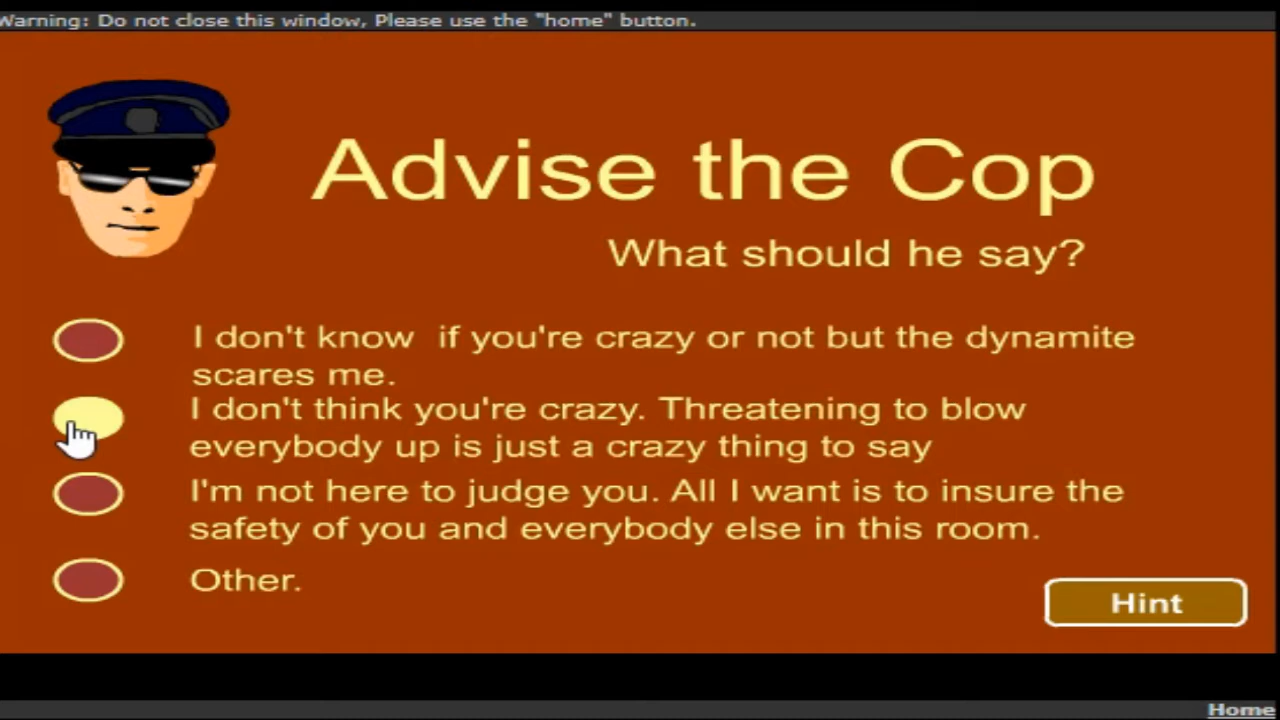 Warning: Do not close this window, Please use the "home" button.
Advise the Cop
What should he say?
I don't know  if you're crazy or not but the dynamite
scares me.
I don't think you're crazy. Threatening to blow
everybody up is just a crazy thing to say
I'm not here to judge you. All I want is to insure the
safety of you and everybody else in this room.
Other.
Hint
Home